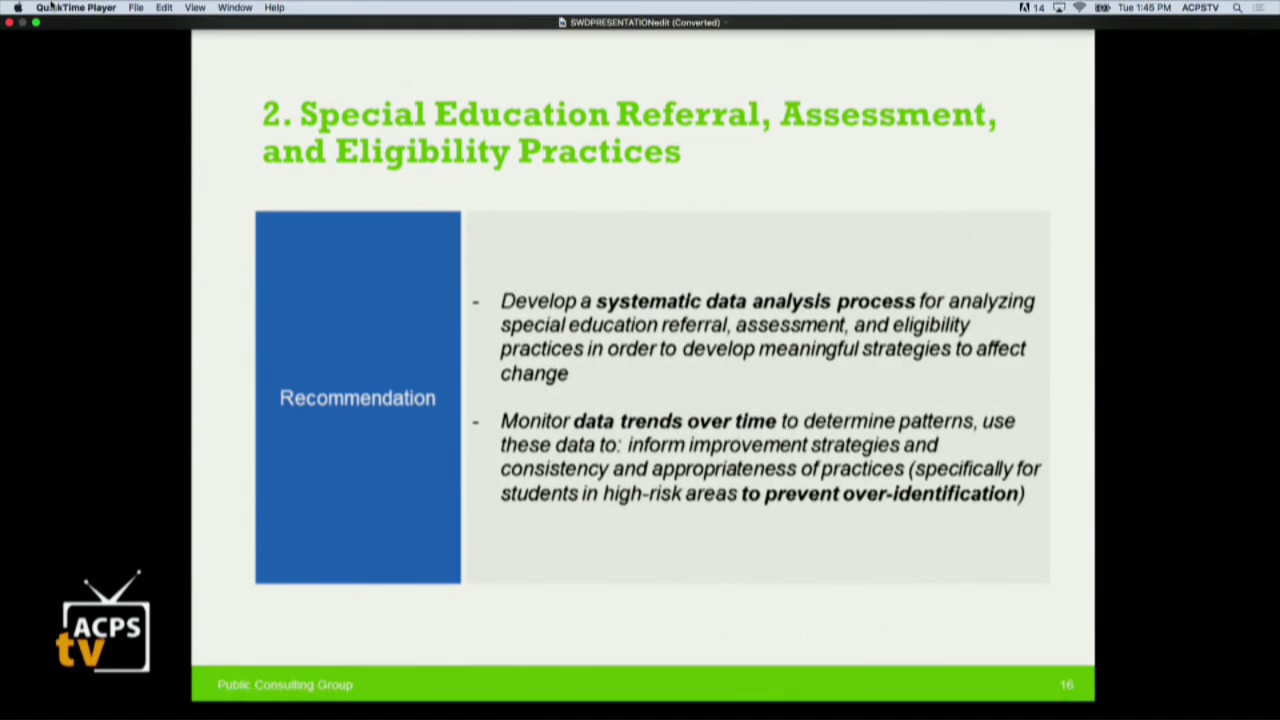 QuickTime Player File Edit View Window Help
14 Tue 1:45 PM ACPSTV
SWDPRESENTATIONedit (Converted)
2. Special Education Referral, Assessment,
and Eligibility Practices
Recommendation
- Develop a systematic data analysis process for analyzing
special education referral, assessment, and eligibility
practices in order to develop meaningful strategies to affect
change
- Monitor data trends over time to determine patterns, use
these data to: inform improvement strategies and
consistency and appropriateness of practices (specifically for
students in high-risk areas to prevent over-identification)
ACPS
tv
Public Consulting Group
16